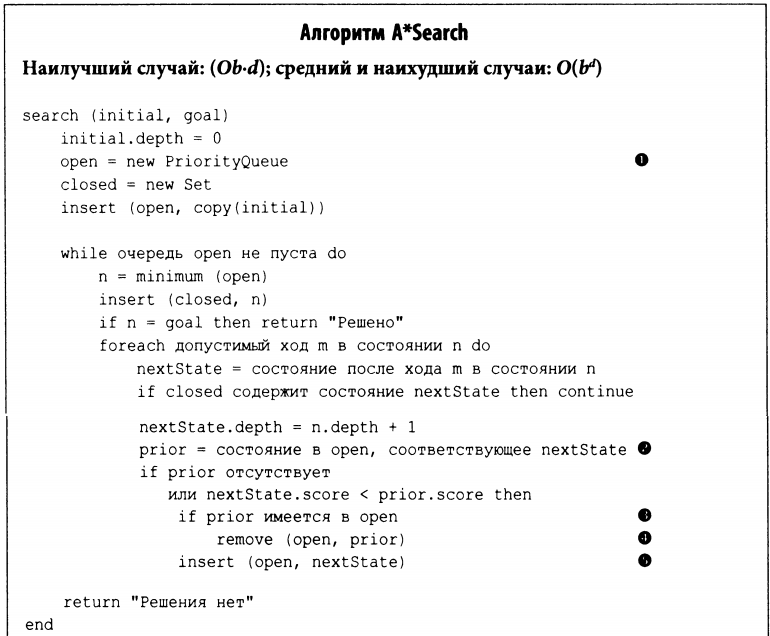 Алгоритм A*Search
Наилучший случай: (Ob·d); средний и наихудший случаи: O(b^d)
search (initial, goal)
    initial.depth = 0
    open = new PriorityQueue ❶
    closed = new Set
    insert (open, copy(initial))
    while очередь open не пуста do
        n = minimum (open)
        insert (closed, n)
        if n = goal then return "Решено"
        foreach допустимый ход m в состоянии n do
            nextState = состояние после хода m в состоянии n
            if closed содержит состояние nextState then continue
            nextState.depth = n.depth + 1
            prior = состояние в open, соответствующее nextState ❷
            if prior отсутствует
               или nextState.score < prior.score then
                if prior имеется в open ❸
                    remove (open, prior) ❹
                insert (open, nextState) ❺
    return "Решения нет"
end